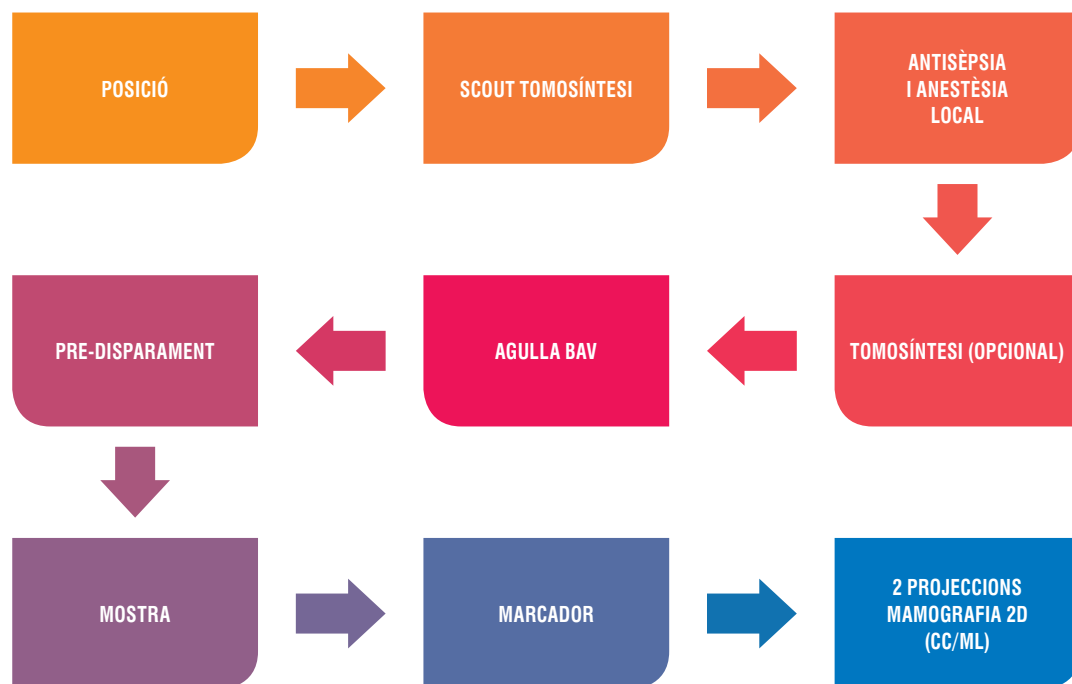 POSICIÓ
SCOUT TOMOSÍNTESI
ANTISÈPSIA
I ANESTÈSIA
LOCAL
TOMOSÍNTESI (OPCIONAL)
AGULLA BAV
PRE-DISPARAMENT
MOSTRA
MARCADOR
2 PROJECCIONS
MAMOGRAFIA 2D
(CC/ML)